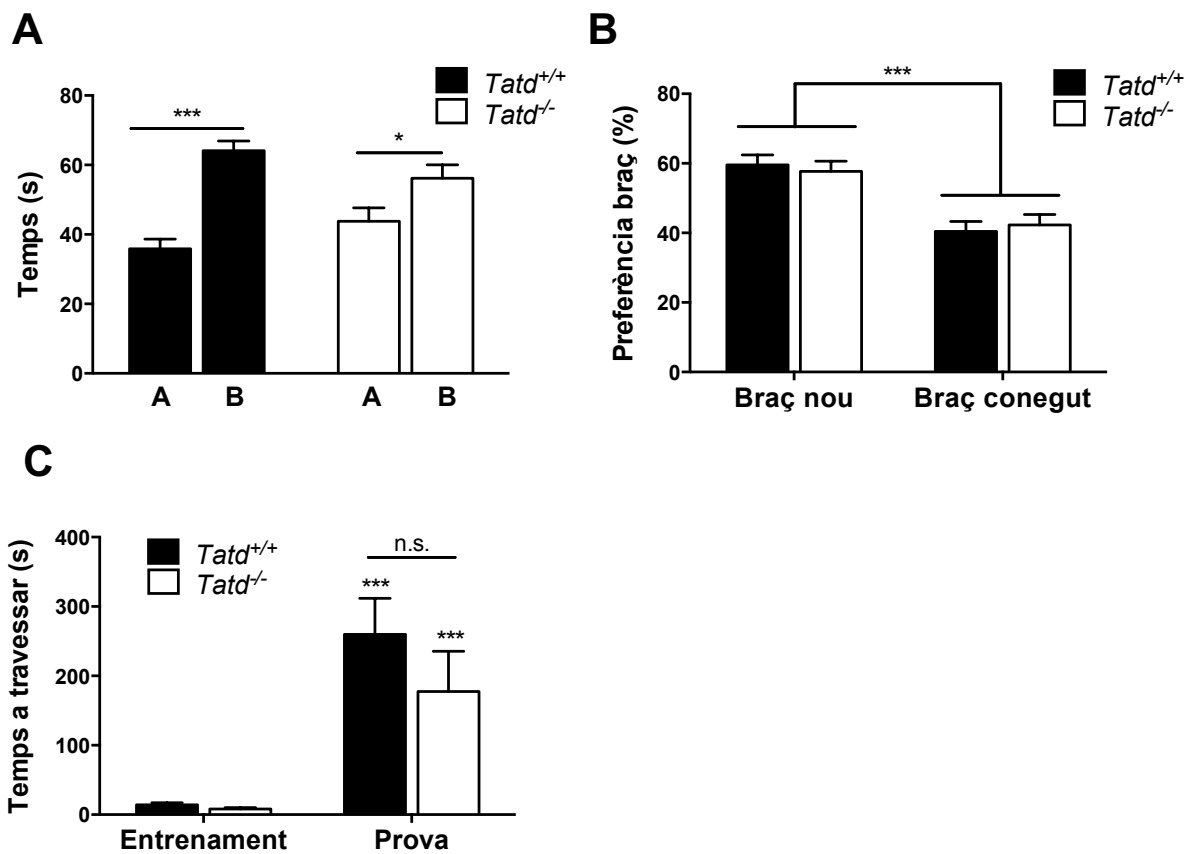 A
Tatd+/+
Tatd-/-
Temps (s)
80
60
40
20
0
***
*
A
B
A
B
B
Tatd+/+
Tatd-/-
Preferència braç (%)
80
60
40
20
0
***
Braç nou
Braç conegut
C
Tatd+/+
Tatd-/-
Temps a travessar (s)
400
300
200
100
0
n.s.
***
***
Entrenament
Prova